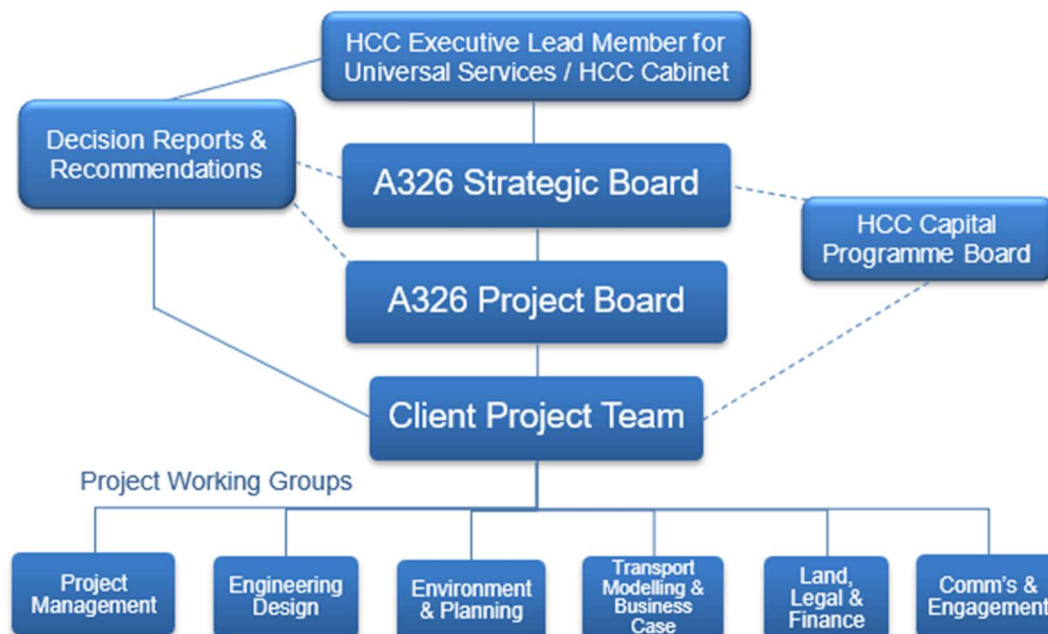 HCC Executive Lead Member for
Universal Services / HCC Cabinet
Decision Reports &
Recommendations
A326 Strategic Board
HCC Capital
Programme Board
A326 Project Board
Client Project Team
Project Working Groups
Project
Management
Engineering
Design
Environment
& Planning
Transport
Modelling &
Business
Case
Land,
Legal &
Finance
Comm's &
Engagement